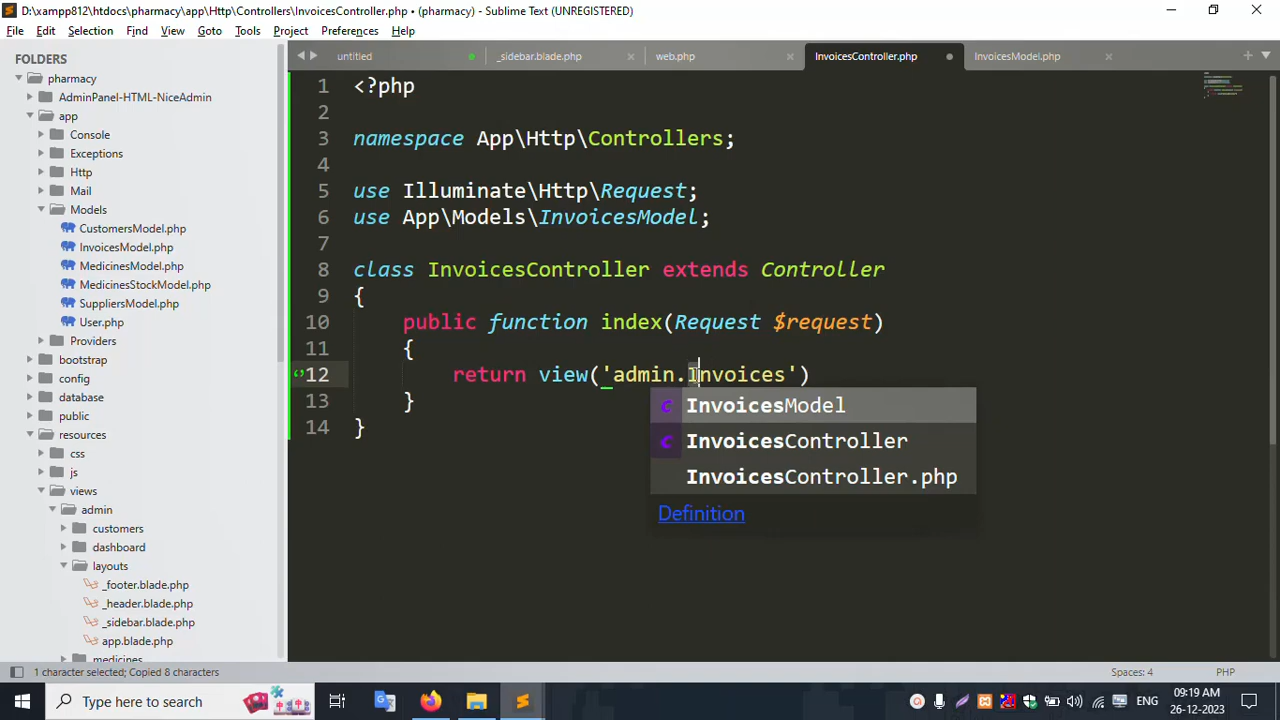 D:\xampp812\htdocs\pharmacy\app\Http\Controllers\InvoicesController.php • (pharmacy) - Sublime Text (UNREGISTERED)
File Edit Selection Find View Goto Tools Project Preferences Help
FOLDERS
pharmacy
AdminPanel-HTML-NiceAdmin
app
Console
Exceptions
Http
Mail
Models
CustomersModel.php
InvoicesModel.php
MedicinesModel.php
MedicinesStockModel.php
SuppliersModel.php
User.php
Providers
bootstrap
config
database
public
resources
css
js
views
admin
customers
dashboard
layouts
_footer.blade.php
_header.blade.php
_sidebar.blade.php
app.blade.php
medicines
untitled _sidebar.blade.php web.php InvoicesController.php InvoicesModel.php
1 <?php
2
3 namespace App\Http\Controllers;
4
5 use Illuminate\Http\Request;
6 use App\Models\InvoicesModel;
7
8 class InvoicesController extends Controller
9 {
10 public function index(Request $request)
11 {
12 return view('admin.Invoices')
13 }
14 }
InvoicesModel
InvoicesController
InvoicesController.php
Definition
1 character selected; Copied 8 characters Spaces: 4 PHP
Type here to search ENG 09:19 AM
26-12-2023